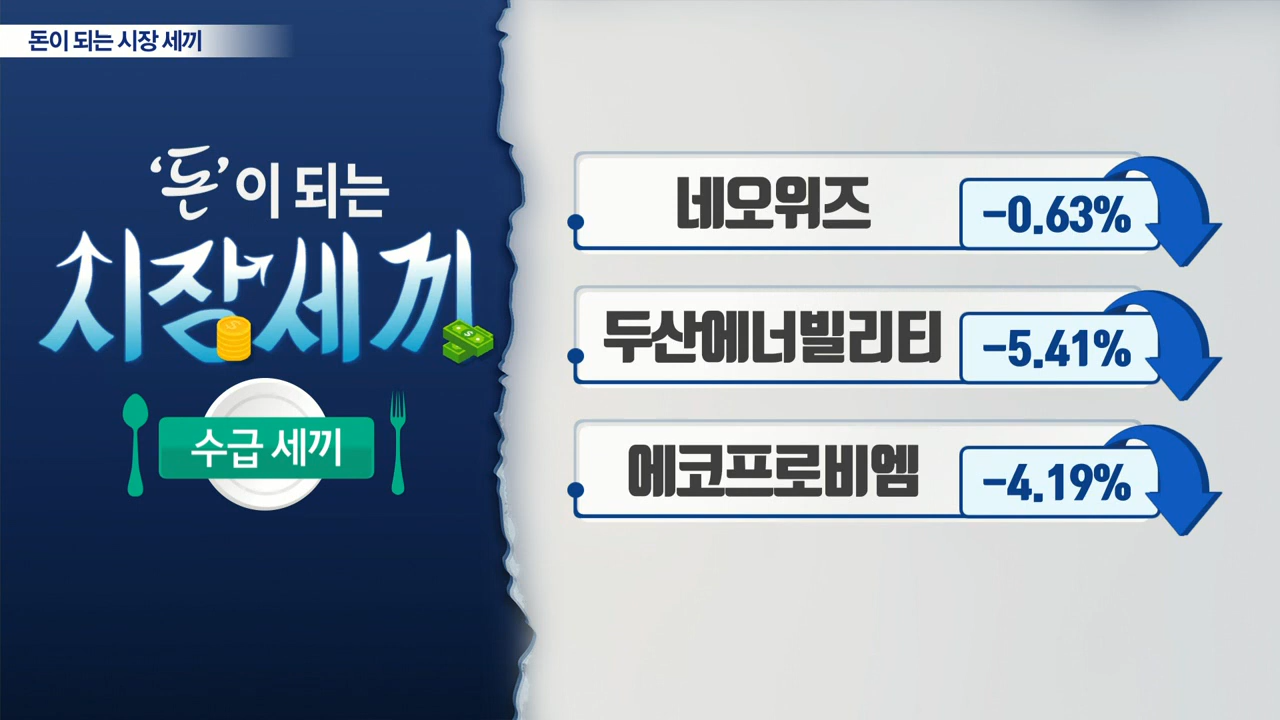 돈이 되는 시장 세끼
‘돈’이 되는
시장세끼
수급 세끼
네오위즈
-0.63%
두산에너빌리티
-5.41%
에코프로비엠
-4.19%